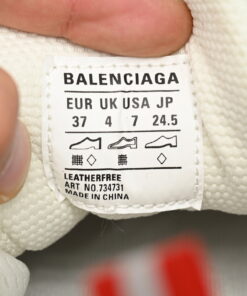 BALENCIAGA
EUR UK USA JP
37 4 7 24.5
LEATHERFREE
ART NO.734731
MADE IN CHINA